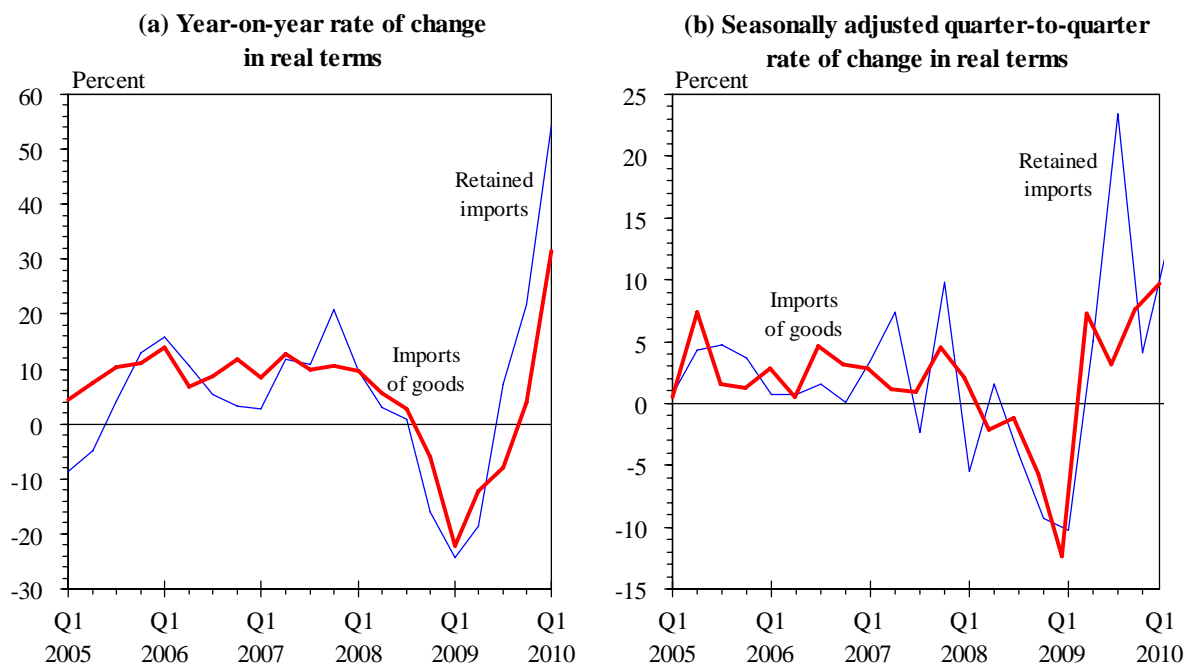 (a) Year-on-year rate of change
in real terms
Percent
60
50
40
30
20
10
0
-10
-20
-30
Retained
imports
Imports
of goods
Q1 Q1 Q1 Q1 Q1 Q1
2005 2006 2007 2008 2009 2010
(b) Seasonally adjusted quarter-to-quarter
rate of change in real terms
Percent
25
20
15
10
5
0
-5
-10
-15
Retained
imports
Imports
of goods
Q1 Q1 Q1 Q1 Q1 Q1
2005 2006 2007 2008 2009 2010